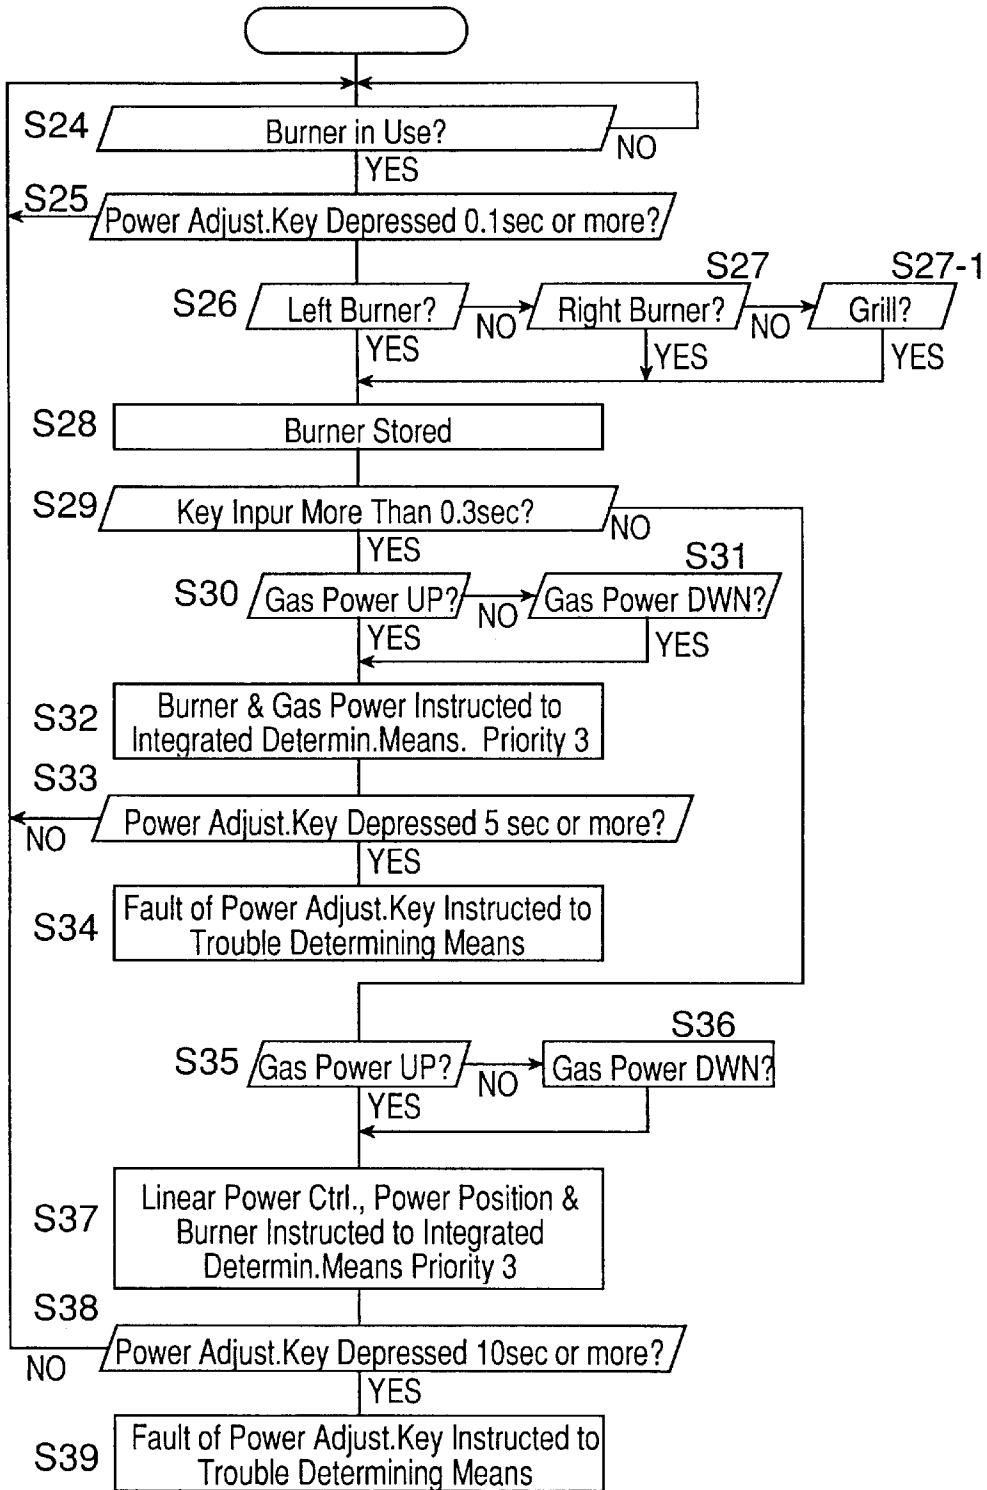 S24
Burner in Use?
NO
YES
S25
Power Adjust.Key Depressed 0.1sec or more?
S26
Left Burner?
NO
YES
S27
Right Burner?
NO
YES
S27-1
Grill?
YES
S28
Burner Stored
S29
Key Inpur More Than 0.3sec?
NO
YES
S30
Gas Power UP?
NO
YES
S31
Gas Power DWN?
YES
S32
Burner & Gas Power Instructed to
Integrated Determin.Means. Priority 3
S33
Power Adjust.Key Depressed 5 sec or more?
NO
YES
S34
Fault of Power Adjust.Key Instructed to
Trouble Determining Means
S35
Gas Power UP?
NO
YES
S36
Gas Power DWN?
S37
Linear Power Ctrl., Power Position &
Burner Instructed to Integrated
Determin.Means Priority 3
S38
Power Adjust.Key Depressed 10sec or more?
NO
YES
S39
Fault of Power Adjust.Key Instructed to
Trouble Determining Means